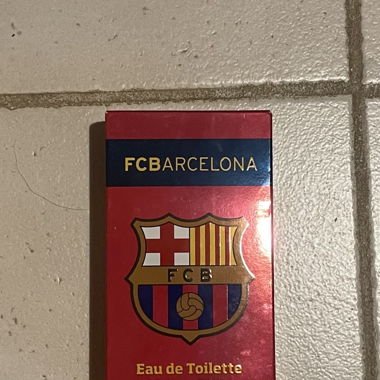 FCBARCELONA
FCB
Eau de Toilette